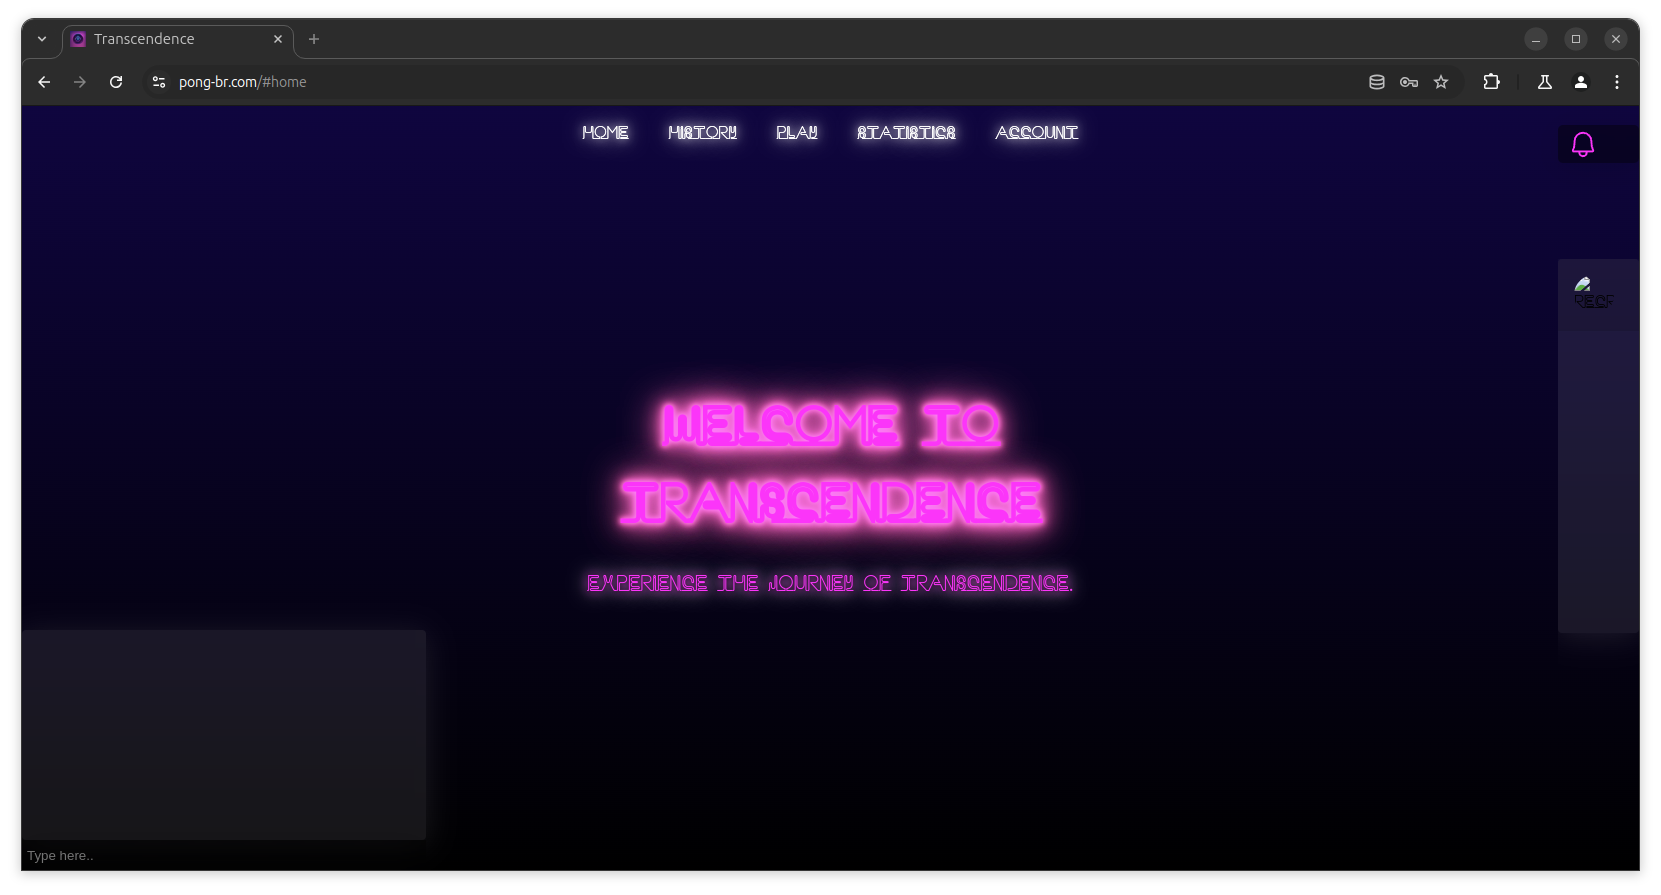 Transcendence
pong-br.com/#home
HOME HISTORY PLAY STATISTICS ACCOUNT
WELCOME TO
TRANSCENDENCE
EXPERIENCE THE JOURNEY OF TRANSCENDENCE.
Type here..